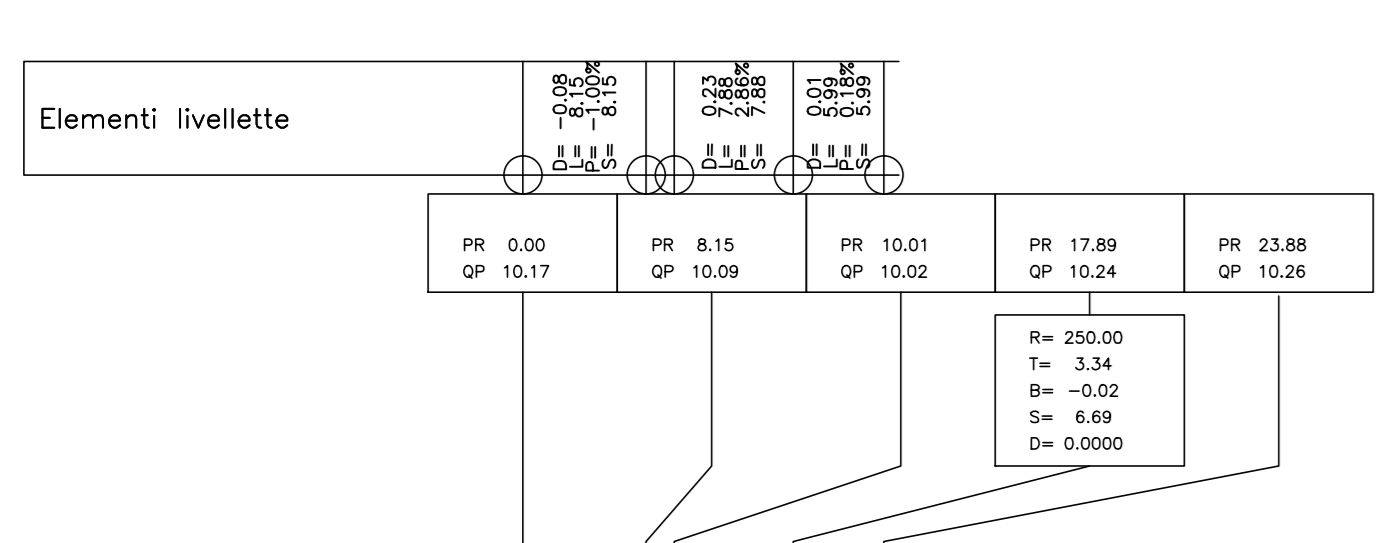 Elementi livellette
D= -0.08
L= 8.15
P= -1.00%
S= 8.15
D= 0.23
L= 7.88
P= 2.86%
S= 7.88
D= 0.01
L= 5.99
P= 0.18%
S= 5.99
PR 0.00
QP 10.17
PR 8.15
QP 10.09
PR 10.01
QP 10.02
PR 17.89
QP 10.24
PR 23.88
QP 10.26
R= 250.00
T= 3.34
B= -0.02
S= 6.69
D= 0.0000